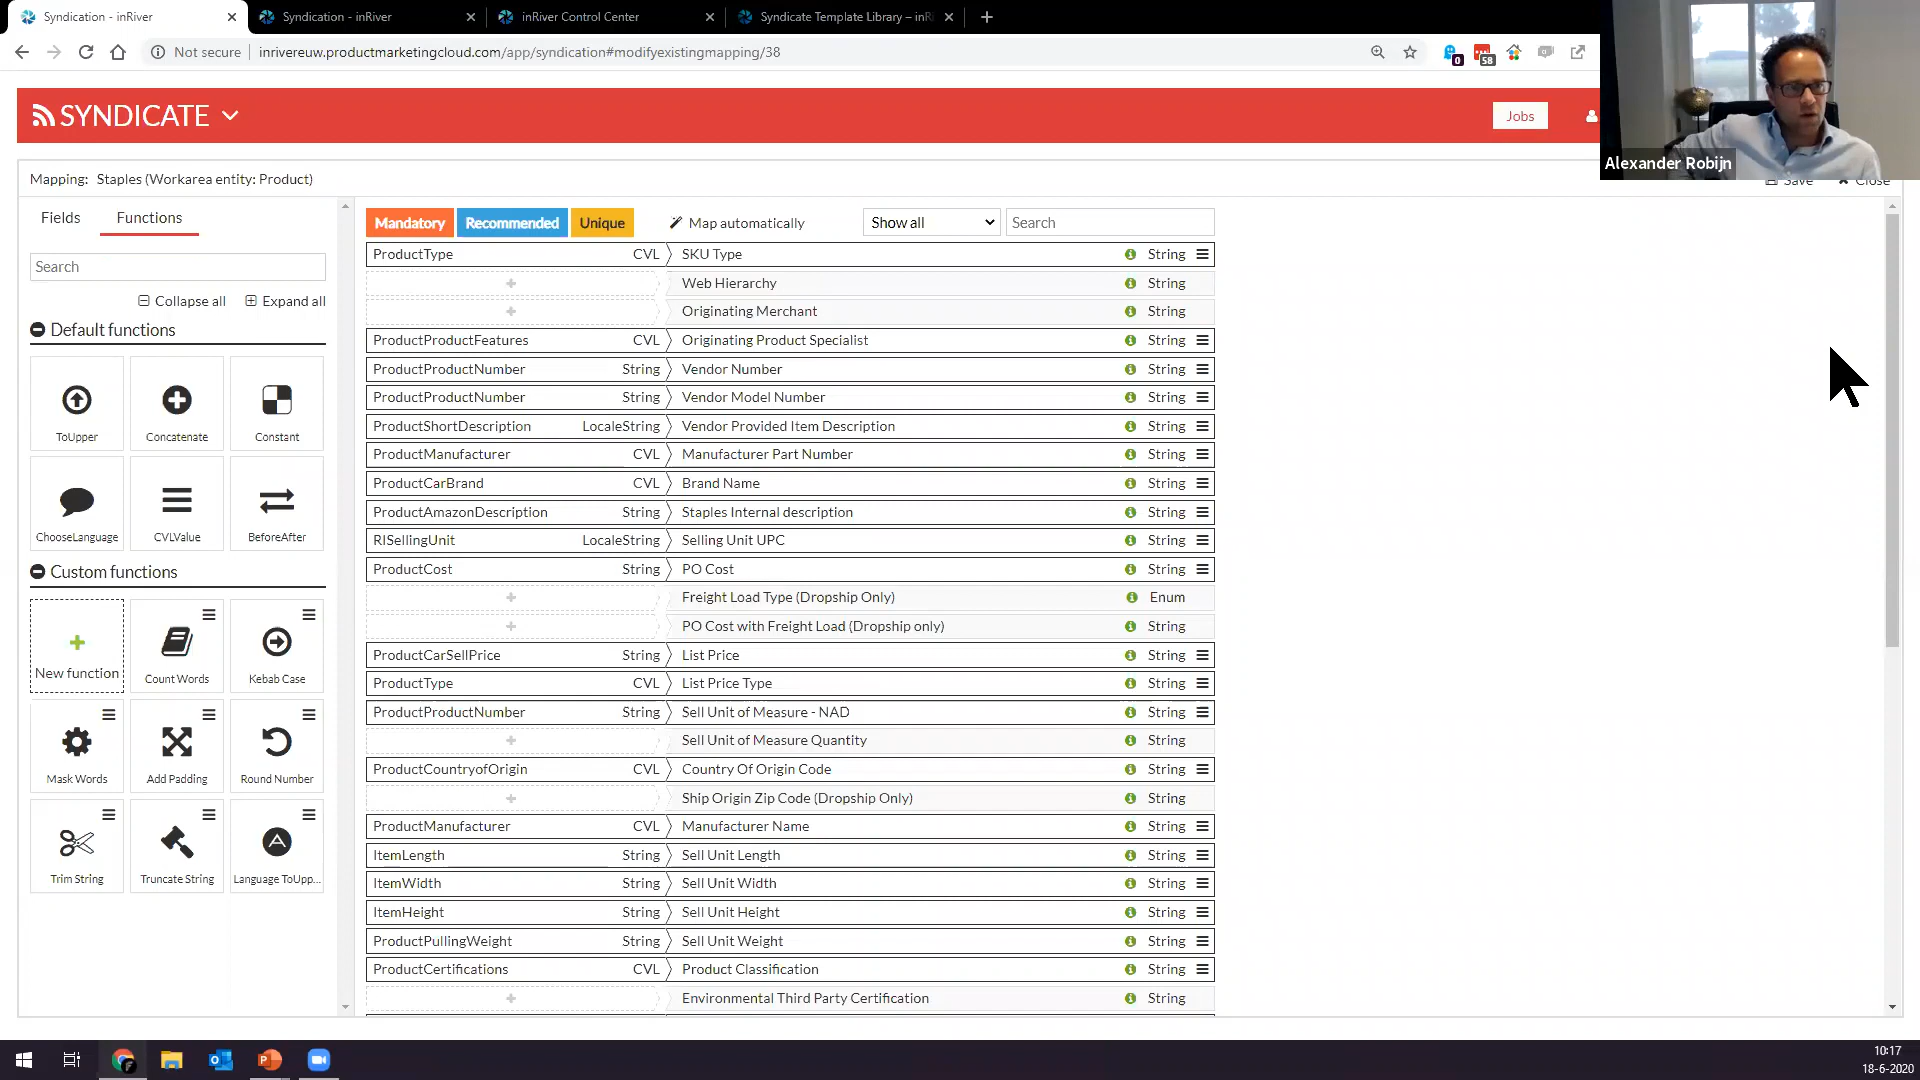 Syndication - inRiver
Syndication - inRiver
inRiver Control Center
Syndicate Template Library – inRi
Not secure
inrivereuw.productmarketingcloud.com/app/syndication#modifyexistingmapping/38
0
58
SYNDICATE
Jobs
Alexander Robijn
Mapping: Staples (Workarea entity: Product)
Save
Close
Fields
Functions
Search
Collapse all
Expand all
Default functions
ToUpper
Concatenate
Constant
ChooseLanguage
CVLValue
BeforeAfter
Custom functions
New function
Count Words
Kebab Case
Mask Words
Add Padding
Round Number
Trim String
Truncate String
Language ToUpp...
Mandatory
Recommended
Unique
Map automatically
Show all
Search
ProductType CVL SKU Type String
Web Hierarchy String
Originating Merchant String
ProductProductFeatures CVL Originating Product Specialist String
ProductProductNumber String Vendor Number String
ProductProductNumber String Vendor Model Number String
ProductShortDescription LocaleString Vendor Provided Item Description String
ProductManufacturer CVL Manufacturer Part Number String
ProductCarBrand CVL Brand Name String
ProductAmazonDescription String Staples Internal description String
RISellingUnit LocaleString Selling Unit UPC String
ProductCost String PO Cost String
Freight Load Type (Dropship Only) Enum
PO Cost with Freight Load (Dropship only) String
ProductCarSellPrice String List Price String
ProductType CVL List Price Type String
ProductProductNumber String Sell Unit of Measure - NAD String
Sell Unit of Measure Quantity String
ProductCountryofOrigin CVL Country Of Origin Code String
Ship Origin Zip Code (Dropship Only) String
ProductManufacturer CVL Manufacturer Name String
ItemLength String Sell Unit Length String
ItemWidth String Sell Unit Width String
ItemHeight String Sell Unit Height String
ProductPullingWeight String Sell Unit Weight String
ProductCertifications CVL Product Classification String
Environmental Third Party Certification String
10:17
18-6-2020